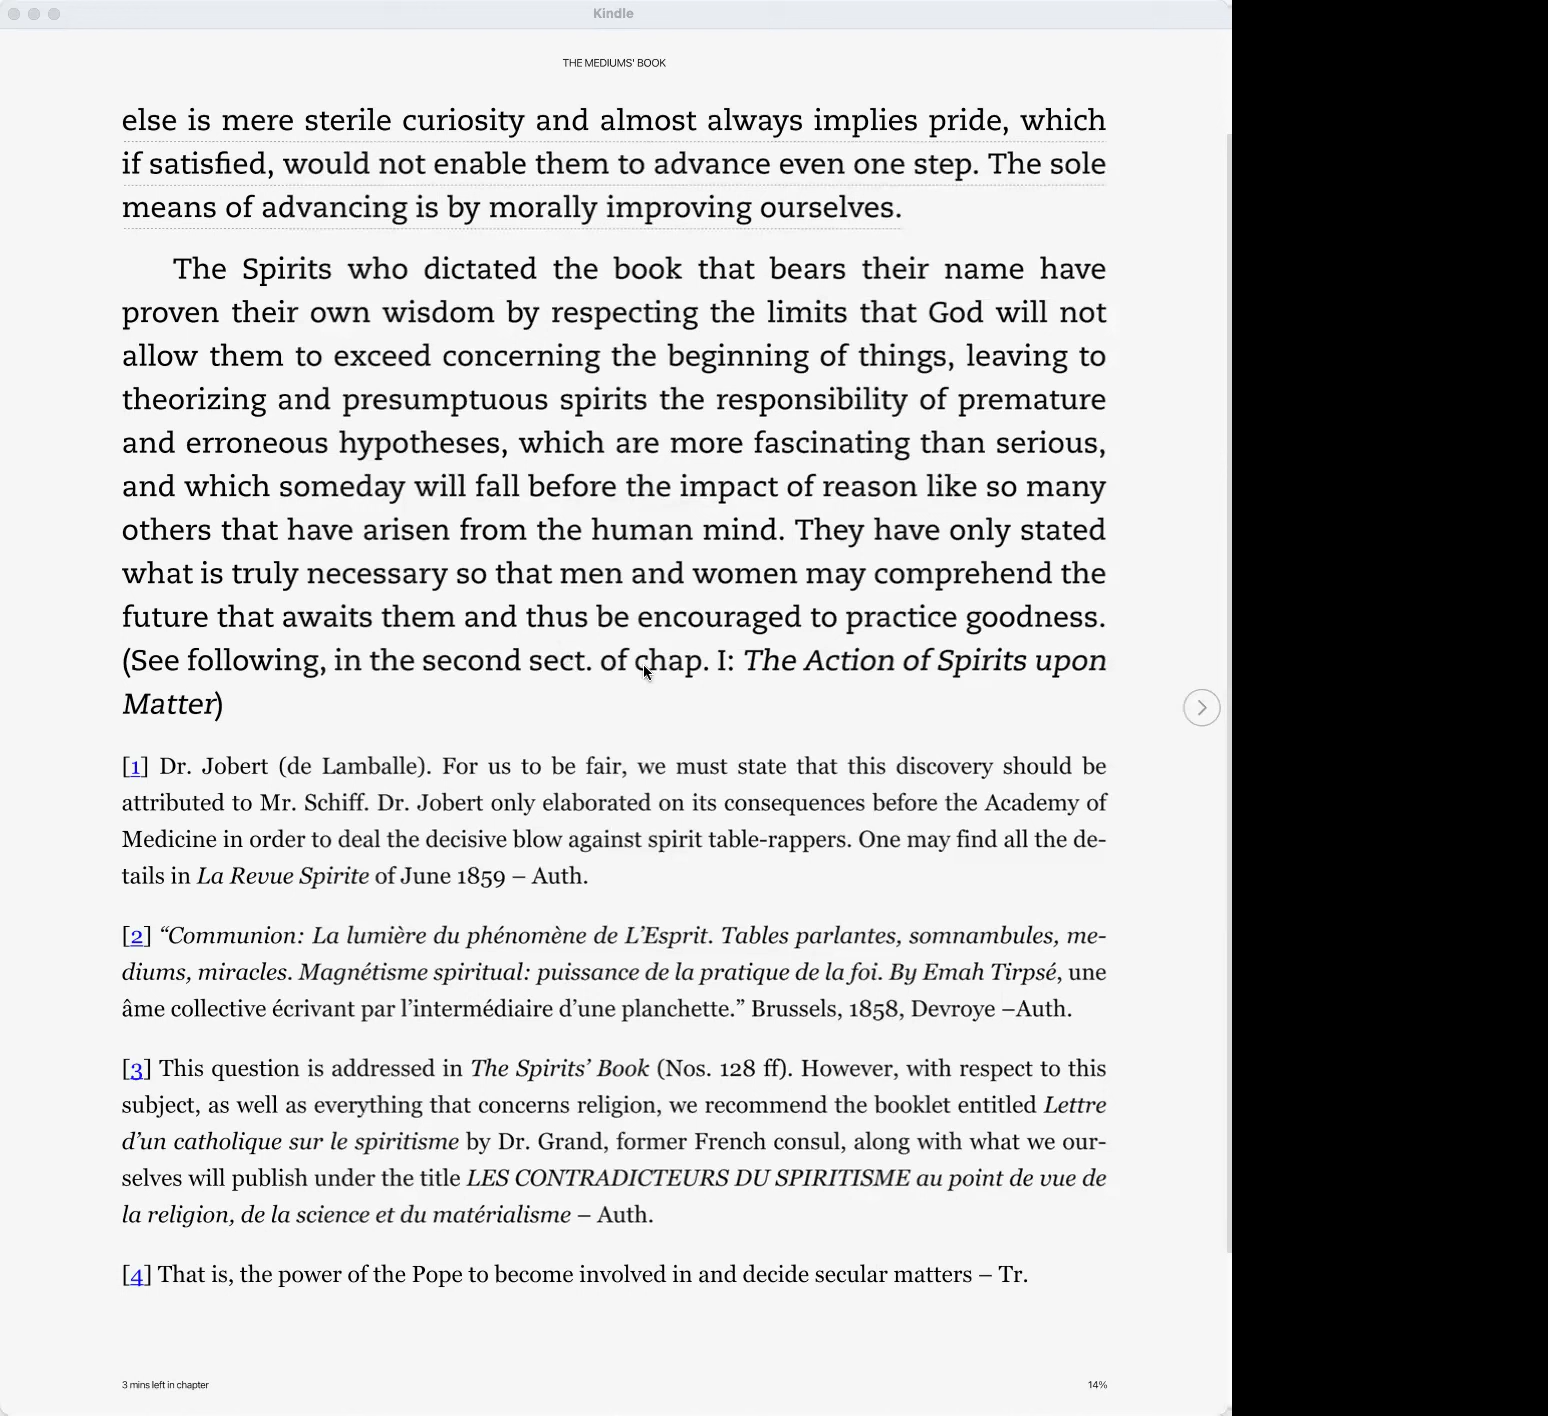 Kindle
THE MEDIUMS' BOOK
else is mere sterile curiosity and almost always implies pride, which
if satisfied, would not enable them to advance even one step. The sole
means of advancing is by morally improving ourselves.
The Spirits who dictated the book that bears their name have
proven their own wisdom by respecting the limits that God will not
allow them to exceed concerning the beginning of things, leaving to
theorizing and presumptuous spirits the responsibility of premature
and erroneous hypotheses, which are more fascinating than serious,
and which someday will fall before the impact of reason like so many
others that have arisen from the human mind. They have only stated
what is truly necessary so that men and women may comprehend the
future that awaits them and thus be encouraged to practice goodness.
(See following, in the second sect. of chap. I: The Action of Spirits upon
Matter)
[1] Dr. Jobert (de Lamballe). For us to be fair, we must state that this discovery should be
attributed to Mr. Schiff. Dr. Jobert only elaborated on its consequences before the Academy of
Medicine in order to deal the decisive blow against spirit table-rappers. One may find all the de-
tails in La Revue Spirite of June 1859 – Auth.
[2] “Communion: La lumière du phénomène de L’Esprit. Tables parlantes, somnambules, me-
diums, miracles. Magnétisme spiritual: puissance de la pratique de la foi. By Emah Tirpsé, une
âme collective écrivant par l’intermédiaire d’une planchette.” Brussels, 1858, Devroye –Auth.
[3] This question is addressed in The Spirits’ Book (Nos. 128 ff). However, with respect to this
subject, as well as everything that concerns religion, we recommend the booklet entitled Lettre
d’un catholique sur le spiritisme by Dr. Grand, former French consul, along with what we our-
selves will publish under the title LES CONTRADICTEURS DU SPIRITISME au point de vue de
la religion, de la science et du matérialisme – Auth.
[4] That is, the power of the Pope to become involved in and decide secular matters – Tr.
3 mins left in chapter
14%